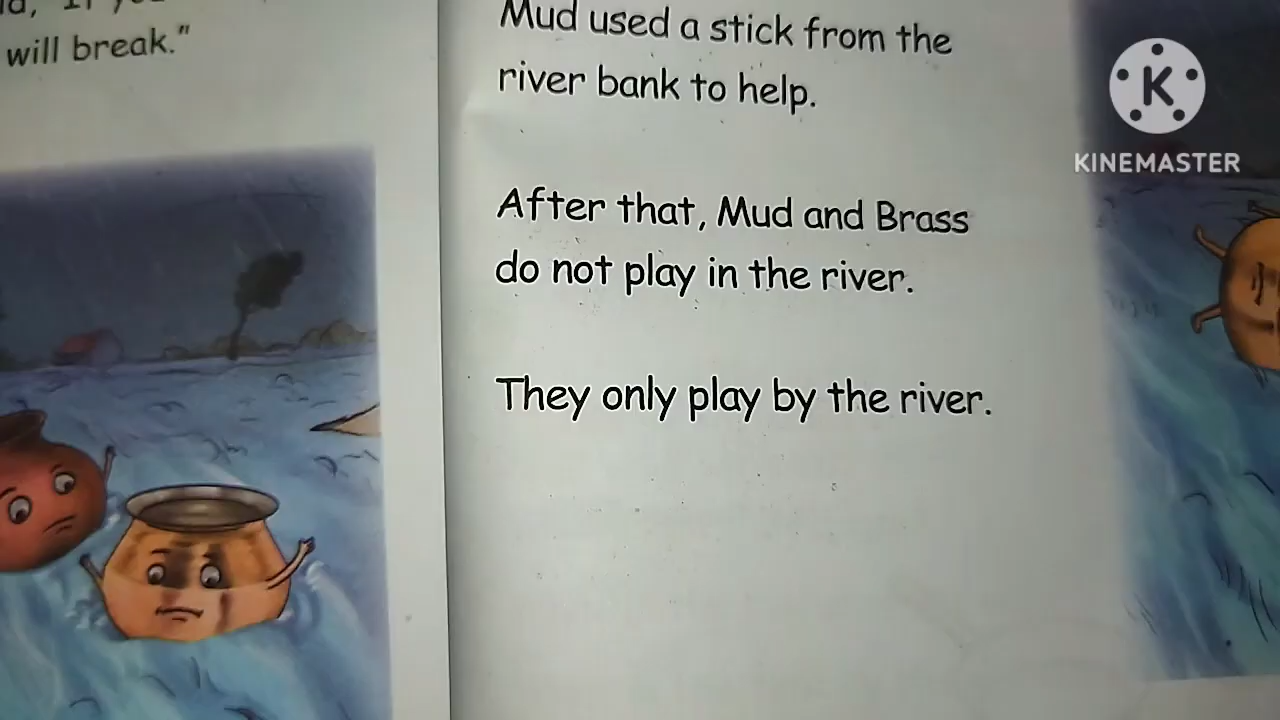 will break."
Mud used a stick from the
river bank to help.
After that, Mud and Brass
do not play in the river.
They only play by the river.
K
KINEMASTER